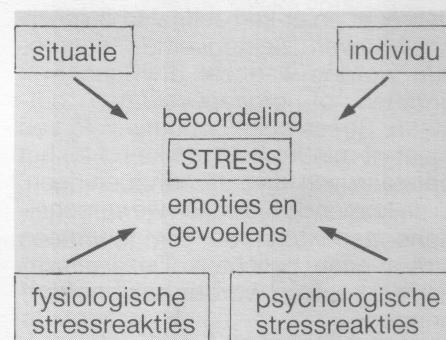 situatie
individu
beoordeling
STRESS
emoties en
gevoelens
fysiologische
stressreakties
psychologische
stressreakties